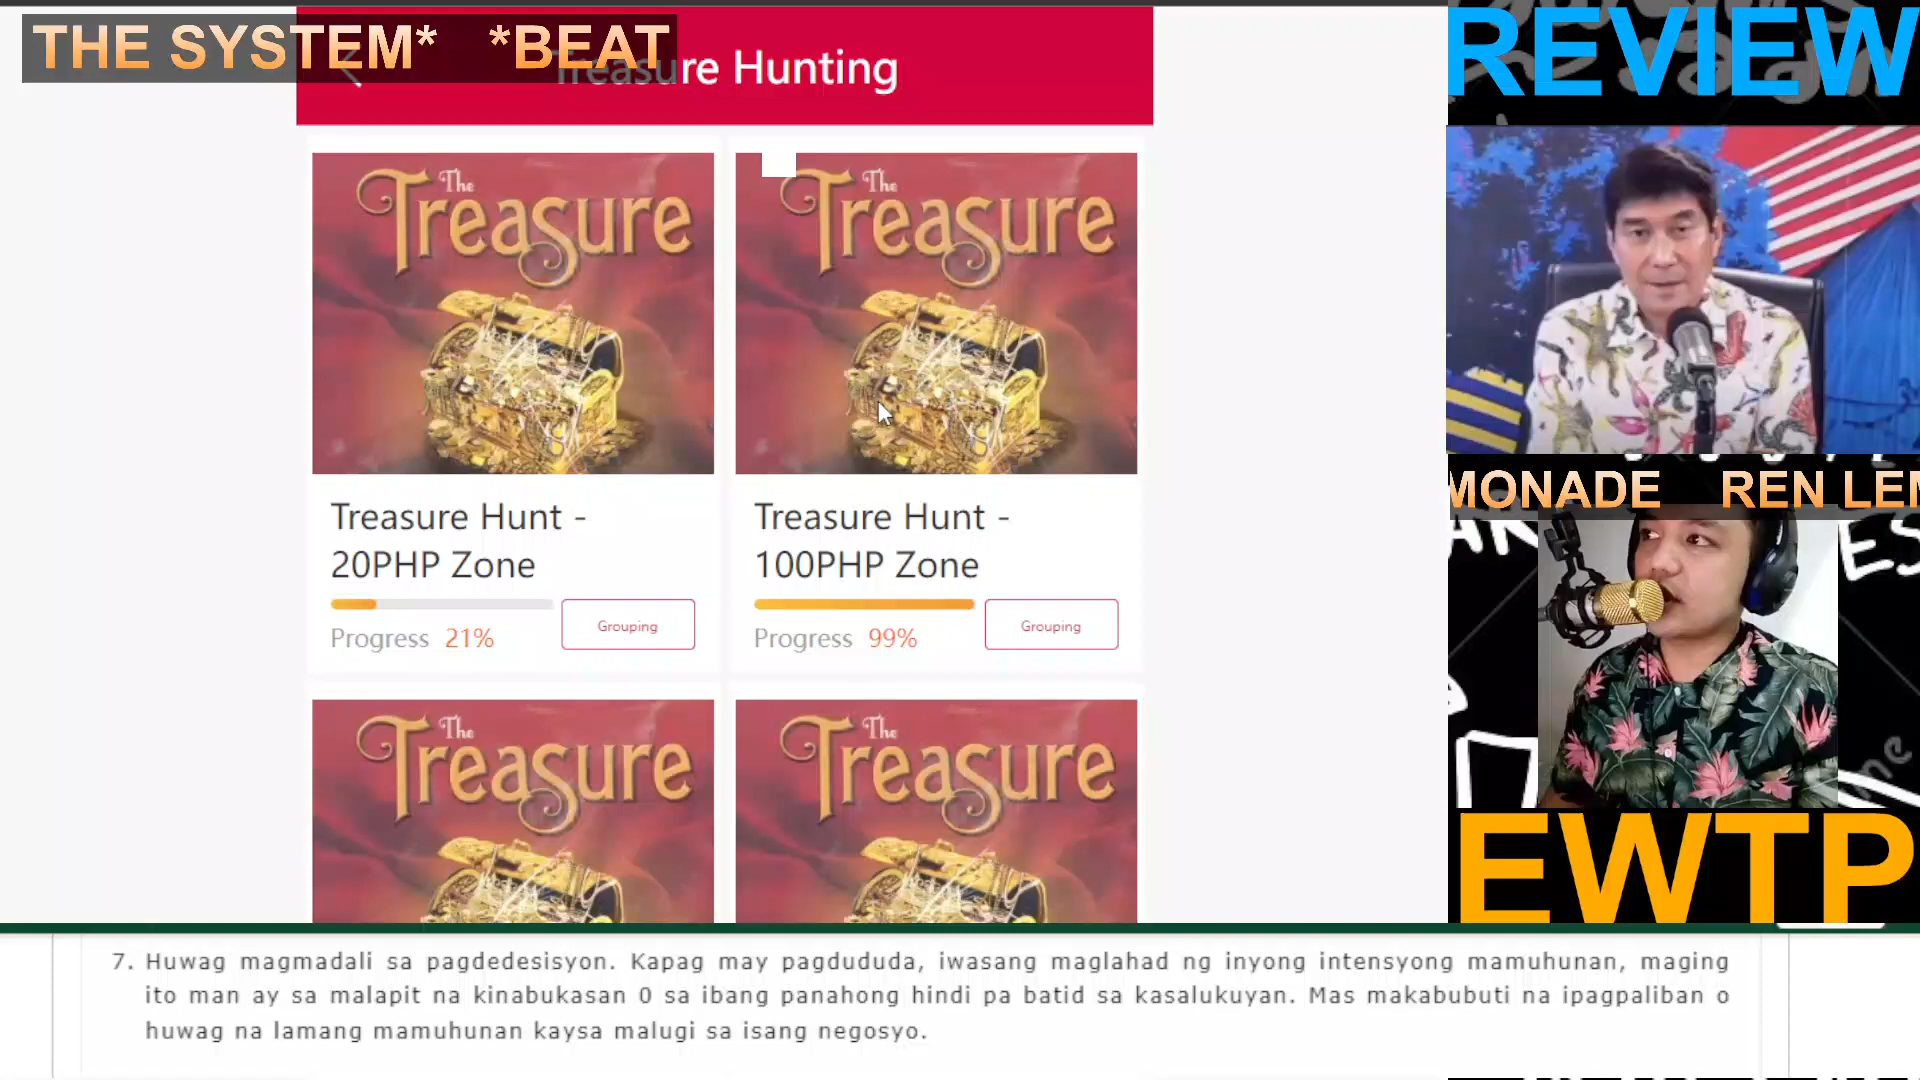 THE SYSTEM* *BEAT
Treasure Hunting
REVIEW
The
Treasure
The
Treasure
Treasure Hunt -
20PHP Zone
Progress 21%
Grouping
Treasure Hunt -
100PHP Zone
Progress 99%
Grouping
MONADE REN LEM
The
Treasure
The
Treasure
EWTP
7. Huwag magmadali sa pagdedesisyon. Kapag may pagdududa, iwasang maglahad ng inyong intensyong mamuhunan, maging
ito man ay sa malapit na kinabukasan 0 sa ibang panahong hindi pa batid sa kasalukuyan. Mas makabubuti na ipagpaliban o
huwag na lamang mamuhunan kaysa malugi sa isang negosyo.